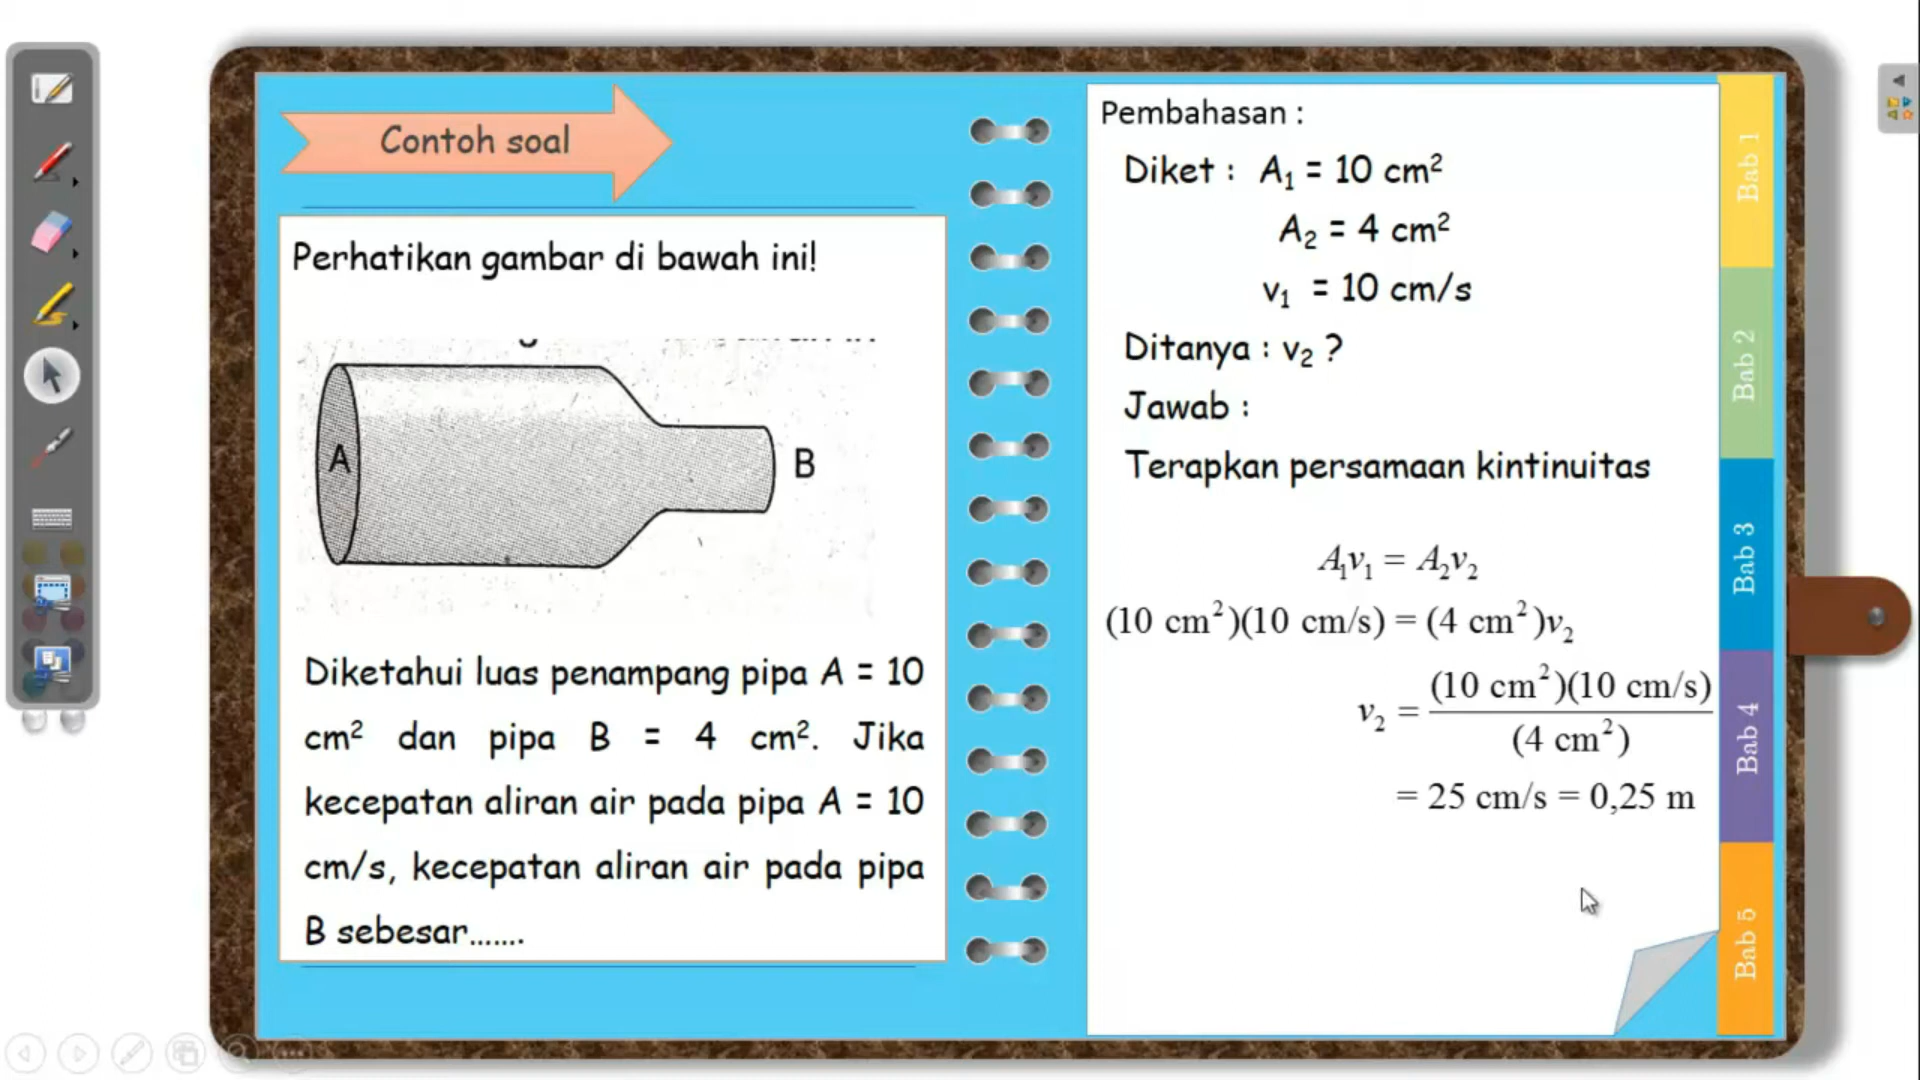 Contoh soal
Perhatikan gambar di bawah ini!
A
B
Diketahui luas penampang pipa A = 10
cm² dan pipa B = 4 cm². Jika
kecepatan aliran air pada pipa A = 10
cm/s, kecepatan aliran air pada pipa
B sebesar.......
Pembahasan :
Diket : A₁ = 10 cm²
A₂ = 4 cm²
v₁ = 10 cm/s
Ditanya : v₂ ?
Jawab :
Terapkan persamaan kintinuitas
A₁v₁ = A₂v₂
(10 cm²)(10 cm/s) = (4 cm²)v₂
v₂ = (10 cm²)(10 cm/s)
(4 cm²)
= 25 cm/s = 0,25 m
Bab 1
Bab 2
Bab 3
Bab 4
Bab 5